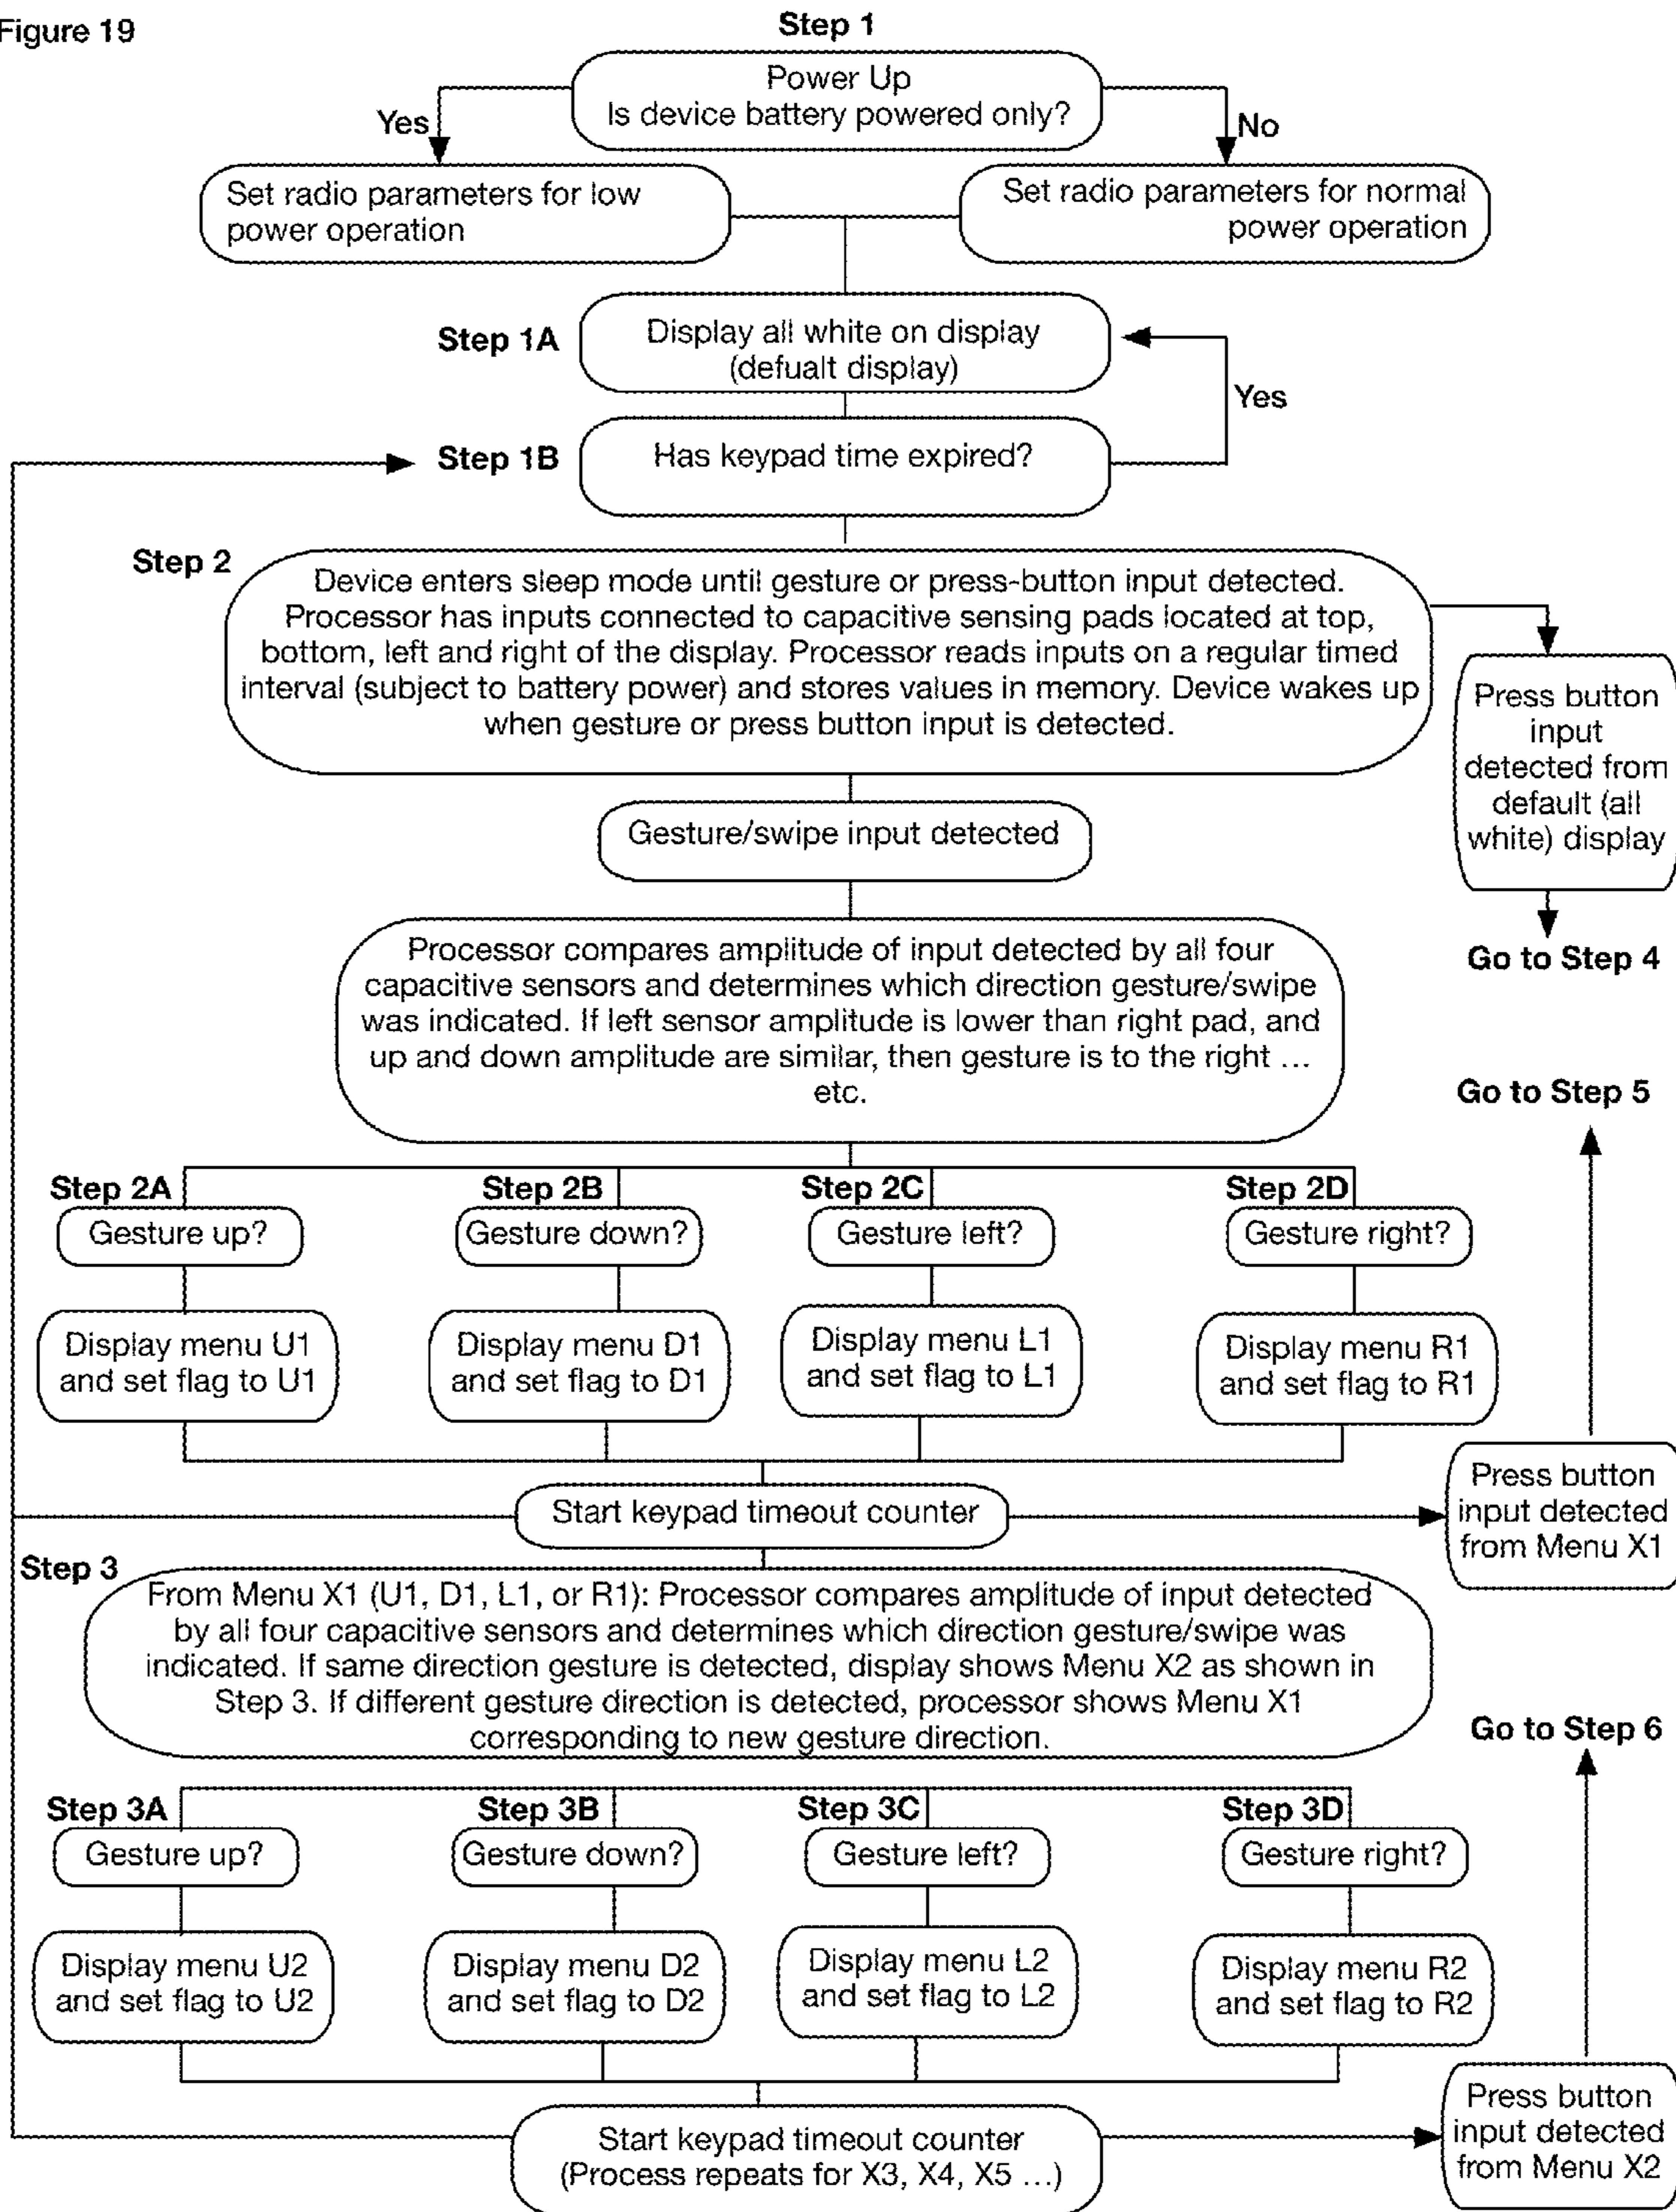 Figure 19
Step 1
Power Up
Is device battery powered only?
Yes
No
Set radio parameters for low
power operation
Set radio parameters for normal
power operation
Step 1A
Display all white on display
(defualt display)
Yes
Step 1B
Has keypad time expired?
Step 2
Device enters sleep mode until gesture or press-button input detected.
Processor has inputs connected to capacitive sensing pads located at top,
bottom, left and right of the display. Processor reads inputs on a regular timed
interval (subject to battery power) and stores values in memory. Device wakes up
when gesture or press button input is detected.
Press button
input
detected from
default (all
white) display
Go to Step 4
Gesture/swipe input detected
Processor compares amplitude of input detected by all four
capacitive sensors and determines which direction gesture/swipe
was indicated. If left sensor amplitude is lower than right pad, and
up and down amplitude are similar, then gesture is to the right ...
etc.
Go to Step 5
Step 2A
Gesture up?
Step 2B
Gesture down?
Step 2C
Gesture left?
Step 2D
Gesture right?
Display menu U1
and set flag to U1
Display menu D1
and set flag to D1
Display menu L1
and set flag to L1
Display menu R1
and set flag to R1
Start keypad timeout counter
Press button
input detected
from Menu X1
Step 3
From Menu X1 (U1, D1, L1, or R1): Processor compares amplitude of input detected
by all four capacitive sensors and determines which direction gesture/swipe was
indicated. If same direction gesture is detected, display shows Menu X2 as shown in
Step 3. If different gesture direction is detected, processor shows Menu X1
corresponding to new gesture direction.
Go to Step 6
Step 3A
Gesture up?
Step 3B
Gesture down?
Step 3C
Gesture left?
Step 3D
Gesture right?
Display menu U2
and set flag to U2
Display menu D2
and set flag to D2
Display menu L2
and set flag to L2
Display menu R2
and set flag to R2
Start keypad timeout counter
(Process repeats for X3, X4, X5 ...)
Press button
input detected
from Menu X2